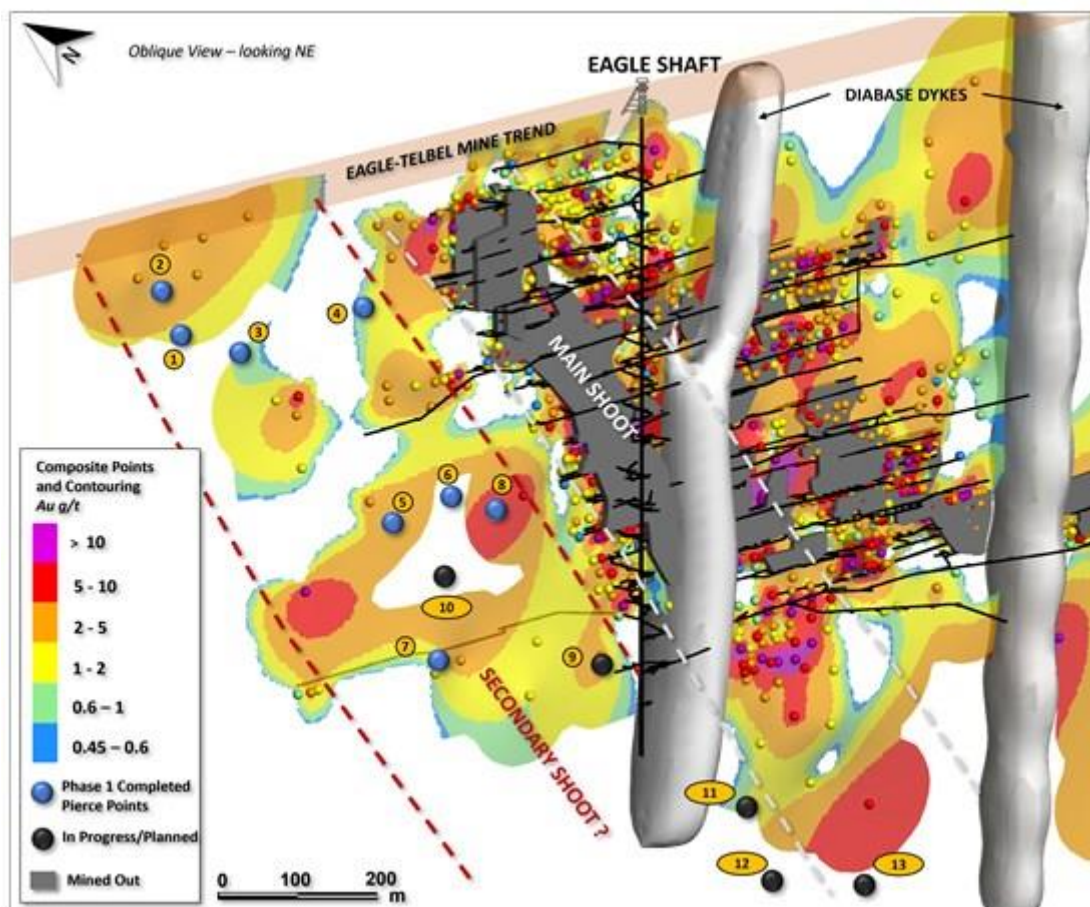 N
Oblique View – looking NE
EAGLE SHAFT
DIABASE DYKES
EAGLE-TELBEL MINE TREND
2
1
3
4
MAIN SHOOT
6
5
8
10
7
9
SECONDARY SHOOT ?
11
12
13
Composite Points
and Contouring
Au g/t
> 10
5 - 10
2 - 5
1 - 2
0.6 – 1
0.45 – 0.6
Phase 1 Completed
Pierce Points
In Progress/Planned
Mined Out
0 100 200
m